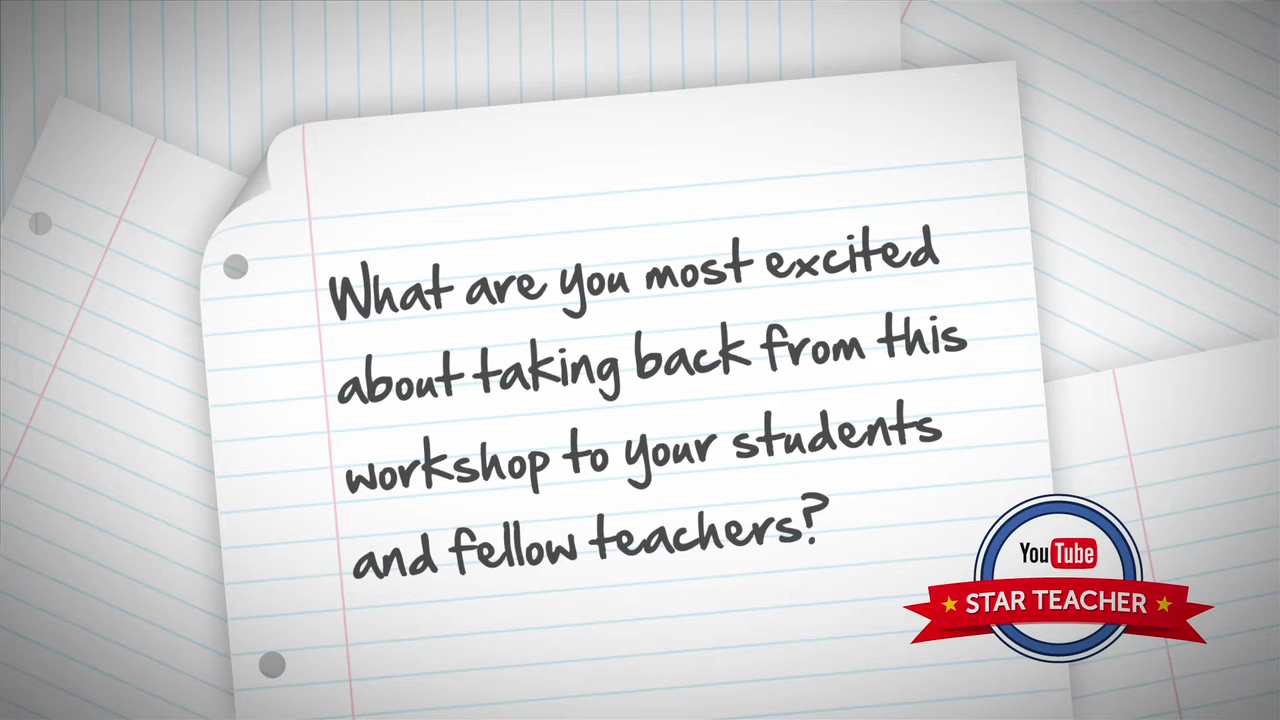 What are you most excited
about taking back from this
workshop to your students
and fellow teachers?
YouTube
STAR TEACHER